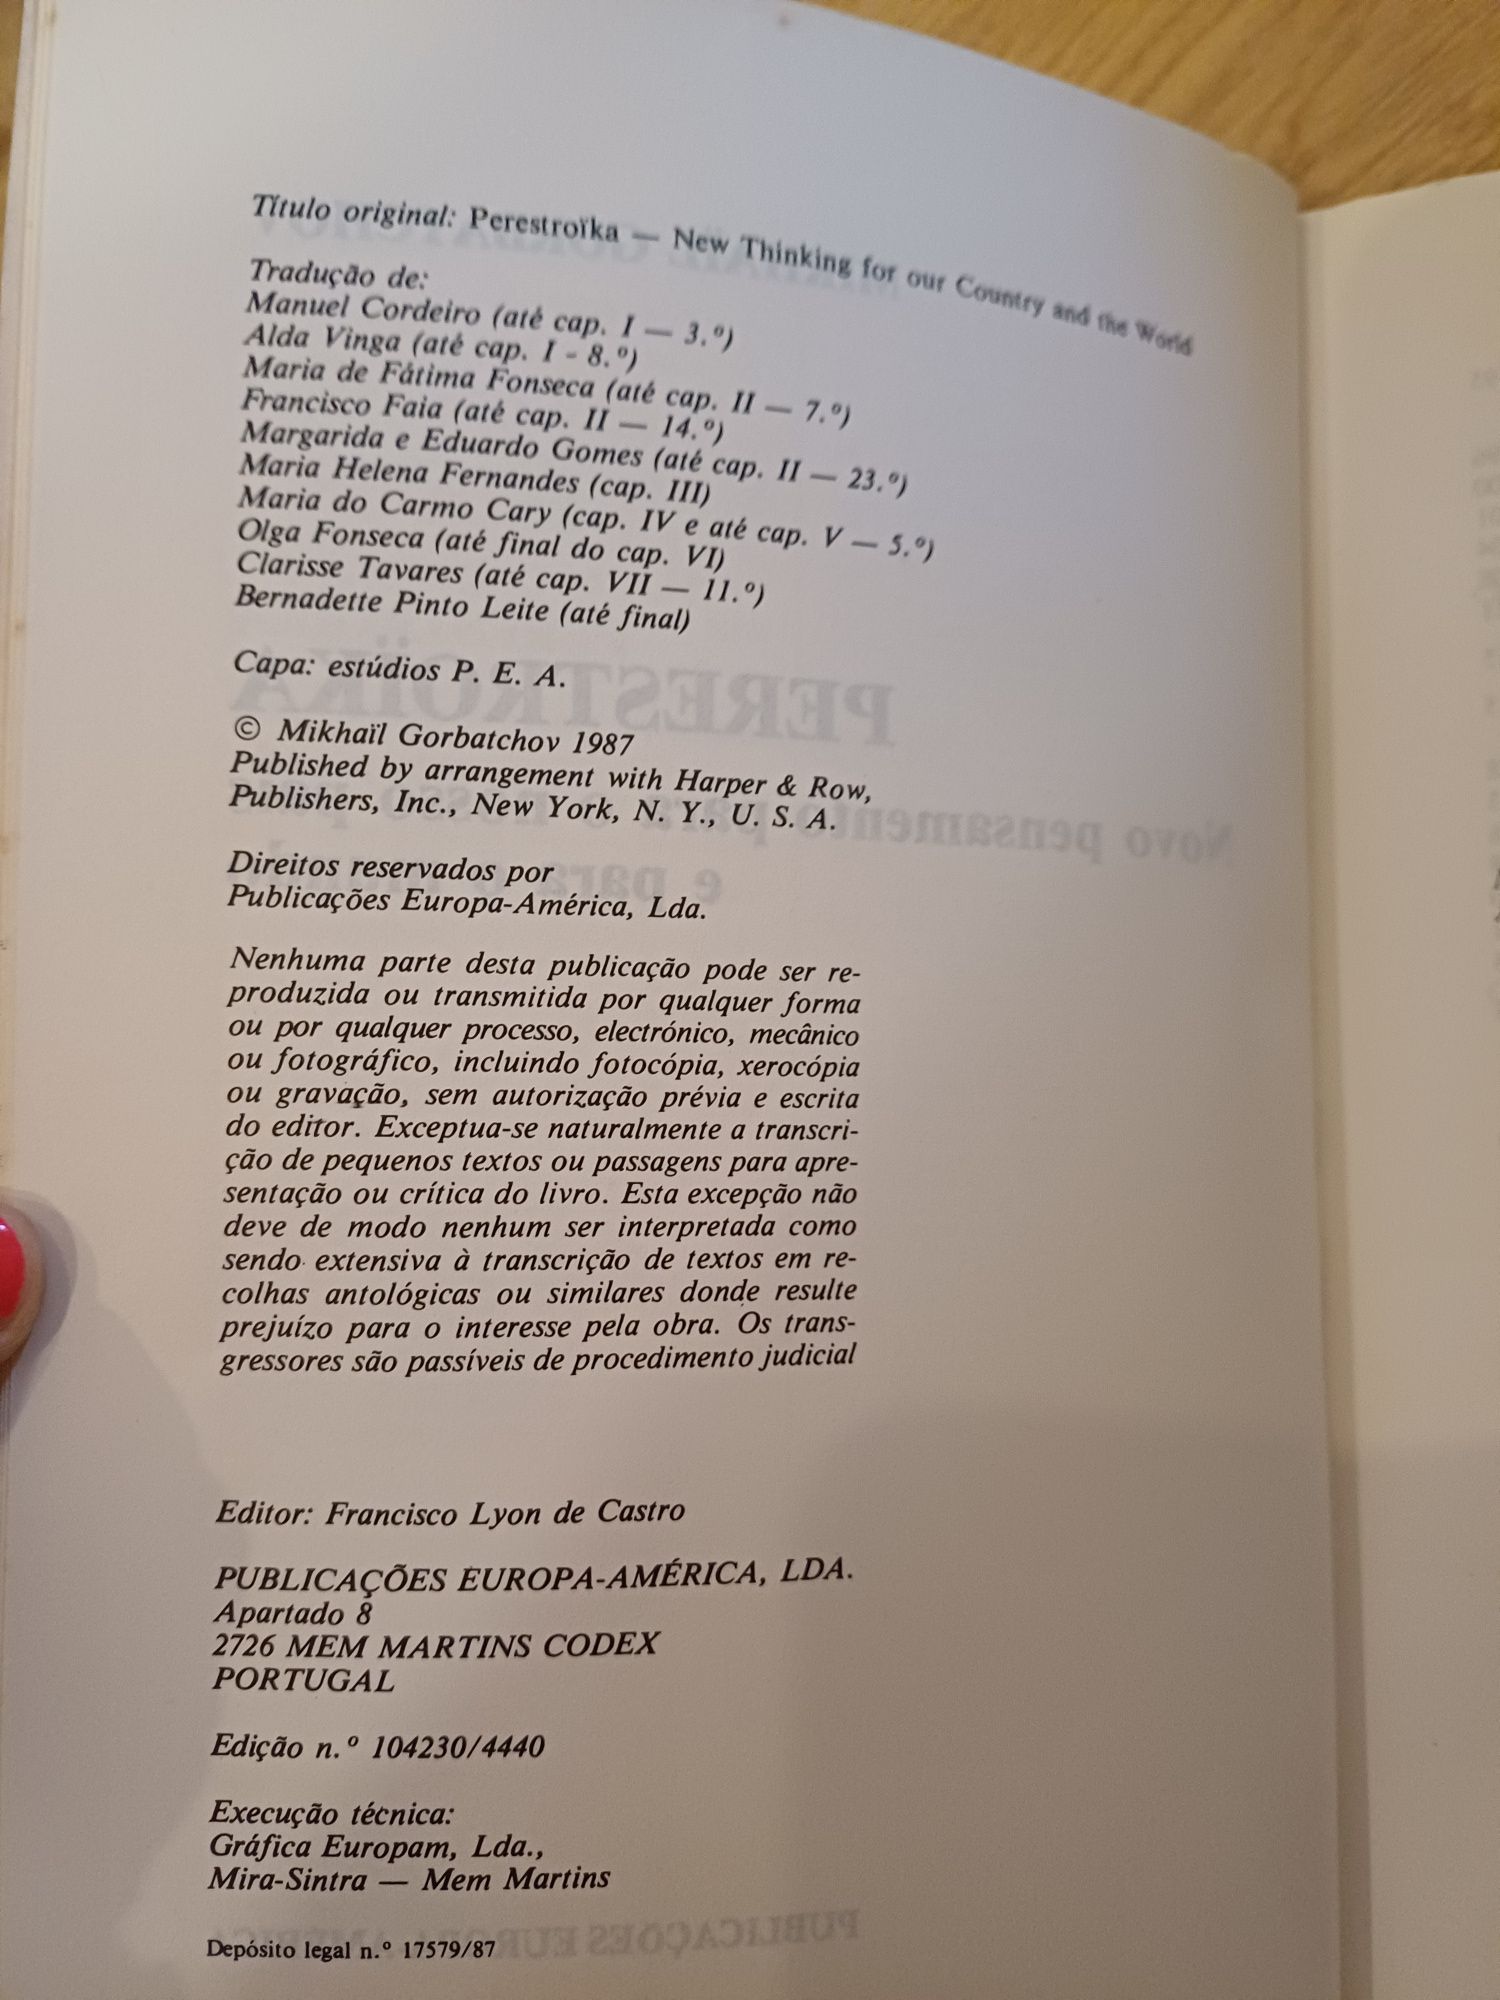 Título original: Perestroïka — New Thinking for our Country and the World
Tradução de:
Manuel Cordeiro (até cap. I — 3.º)
Alda Vinga (até cap. I - 8.º)
Maria de Fátima Fonseca (até cap. II — 7.º)
Francisco Faia (até cap. II — 14.º)
Margarida e Eduardo Gomes (até cap. II — 23.º)
Maria Helena Fernandes (cap. III)
Maria do Carmo Cary (cap. IV e até cap. V — 5.º)
Olga Fonseca (até final do cap. VI)
Clarisse Tavares (até cap. VII — 11.º)
Bernadette Pinto Leite (até final)
Capa: estúdios P. E. A.
© Mikhaïl Gorbatchov 1987
Published by arrangement with Harper & Row,
Publishers, Inc., New York, N. Y., U. S. A.
Direitos reservados por
Publicações Europa-América, Lda.
Nenhuma parte desta publicação pode ser re-
produzida ou transmitida por qualquer forma
ou por qualquer processo, electrónico, mecânico
ou fotográfico, incluindo fotocópia, xerocópia
ou gravação, sem autorização prévia e escrita
do editor. Exceptua-se naturalmente a transcri-
ção de pequenos textos ou passagens para apre-
sentação ou crítica do livro. Esta excepção não
deve de modo nenhum ser interpretada como
sendo extensiva à transcrição de textos em re-
colhas antológicas ou similares donde resulte
prejuízo para o interesse pela obra. Os trans-
gressores são passíveis de procedimento judicial
Editor: Francisco Lyon de Castro
PUBLICAÇÕES EUROPA-AMÉRICA, LDA.
Apartado 8
2726 MEM MARTINS CODEX
PORTUGAL
Edição n.º 104230/4440
Execução técnica:
Gráfica Europam, Lda.,
Mira-Sintra — Mem Martins
Depósito legal n.º 17579/87